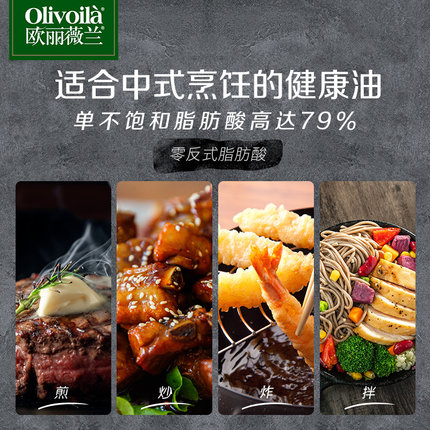 Olivoilà®
欧丽薇兰®
适合中式烹饪的健康油
单不饱和脂肪酸高达79%
零反式脂肪酸
煎
炒
炸
拌